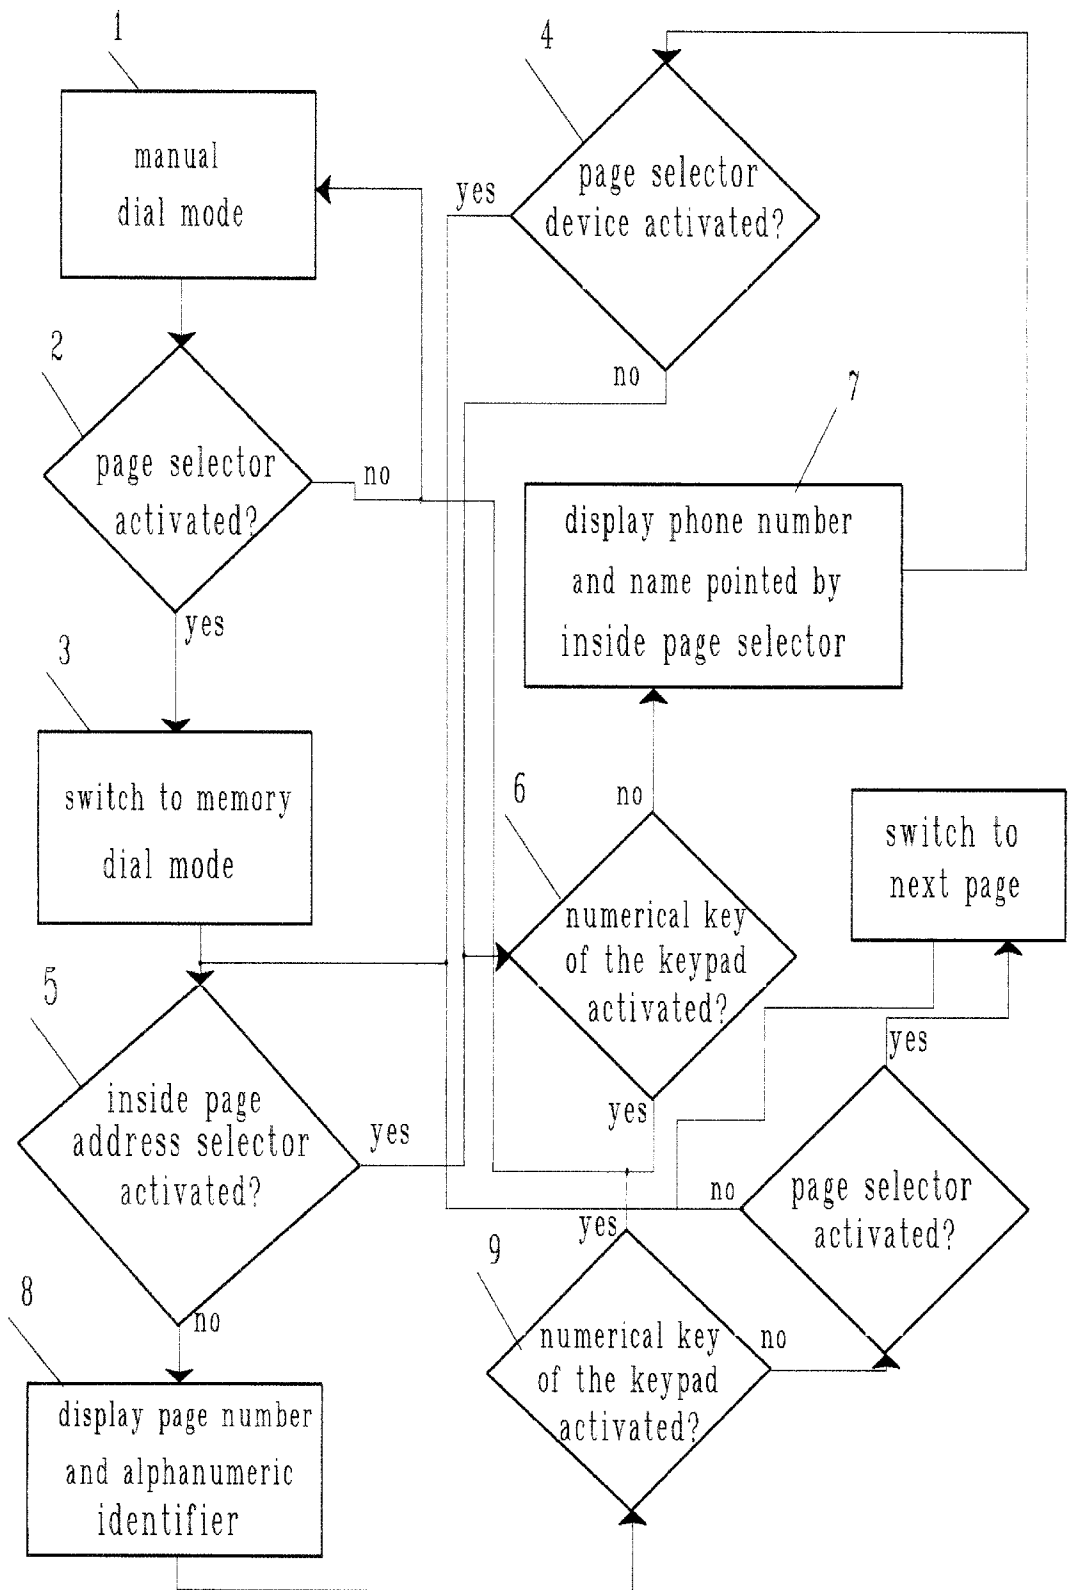 1
manual
dial mode
2
page selector
activated?
no
yes
3
switch to memory
dial mode
5
inside page
address selector
activated?
yes
no
8
display page number
and alphanumeric
identifier
4
page selector
device activated?
yes
no
7
display phone number
and name pointed by
inside page selector
6
no
numerical key
of the keypad
activated?
yes
switch to
next page
yes
page selector
activated?
no
9
yes
numerical key
of the keypad
activated?
no